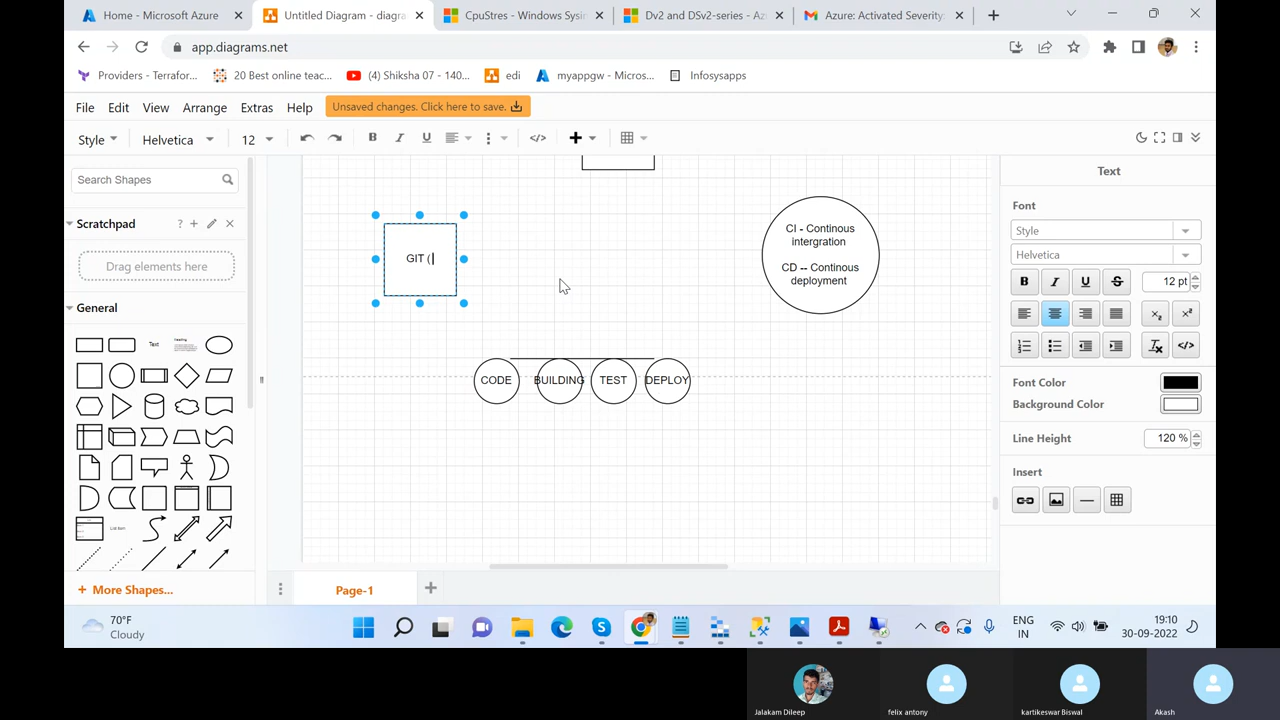 Home - Microsoft Azure
Untitled Diagram - diagra
CpuStres - Windows Sysin
Dv2 and DSv2-series - Az
Azure: Activated Severity
app.diagrams.net
Providers - Terrafor...
20 Best online teac...
(4) Shiksha 07 - 140...
edi
myappgw - Micros...
Infosysapps
File
Edit
View
Arrange
Extras
Help
Unsaved changes. Click here to save.
Style
Helvetica
12
B
I
U
</>
Search Shapes
Scratchpad
?
Drag elements here
General
Text
Heading
List Item
+ More Shapes...
GIT (
CI - Continous
intergration
CD -- Continous
deployment
CODE
BUILDING
TEST
DEPLOY
Page-1
Text
Font
Style
Helvetica
B
I
U
S
12 pt
Font Color
Background Color
Line Height
120 %
Insert
70°F
Cloudy
ENG
IN
19:10
30-09-2022
Jalakam Dileep
felix antony
kartikeswar Biswal
Akash